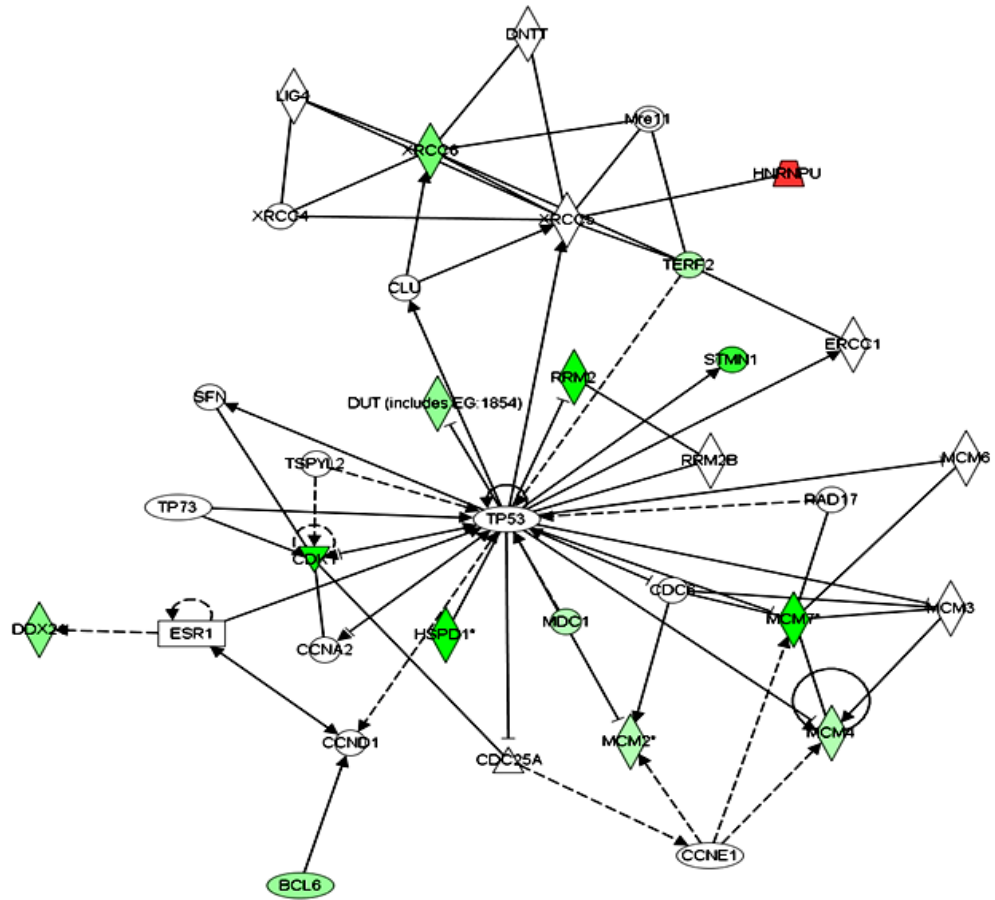 DNTT
LIG4
Mre11
XRCC6
HNRNPU
XRCC4
XRCC5
TERF2
CLU
ERCC1
STMN1
RRM2
SFN
DUT (includes EG:1854)
TSPYL2
RRM2B
MCM6
TP73
RAD17
TP53
CDK1
CDC6
MCM3
MCM7*
DDX21
ESR1
HSPD1*
MDC1
CCNA2
CCND1
MCM2*
MCM4
CDC25A
CCNE1
BCL6